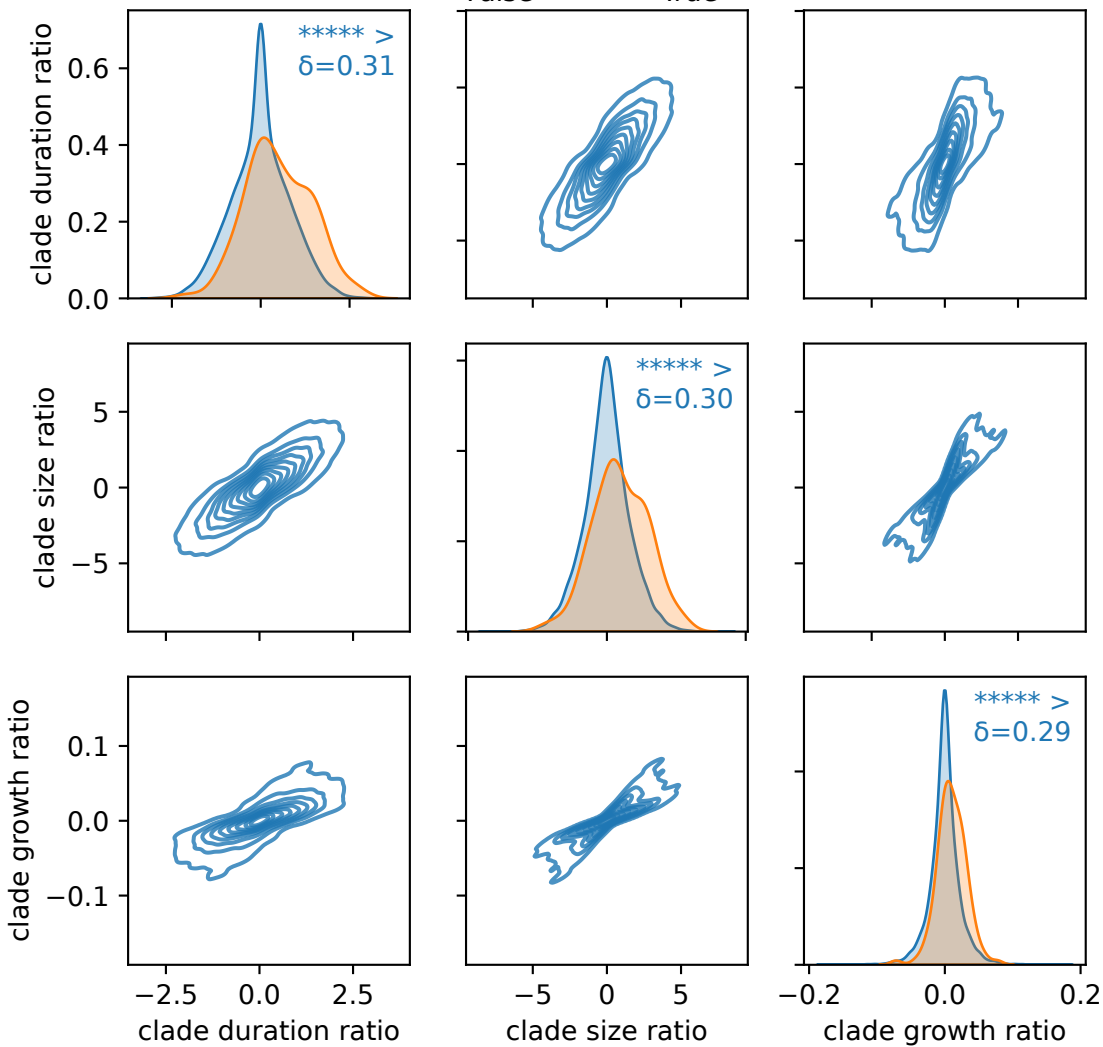 False True
clade duration ratio
0.6
0.4
0.2
0.0
***** >
δ=0.31
clade size ratio
5
0
−5
***** >
δ=0.30
clade growth ratio
0.1
0.0
−0.1
***** >
δ=0.29
−2.5 0.0 2.5
−5 0 5
−0.2 0.0 0.2
clade duration ratio
clade size ratio
clade growth ratio